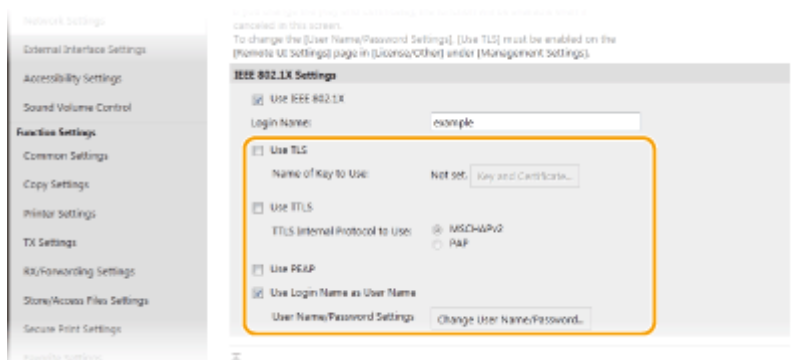 Network Settings
External Interface Settings
Accessibility Settings
Sound Volume Control
Function Settings
Common Settings
Copy Settings
Printer Settings
TX Settings
RX/Forwarding Settings
Store/Access Files Settings
Secure Print Settings
canceled in this screen.
To change the [User Name/Password Settings], [Use TLS] must be enabled on the
[Remote UI Settings] page in [License/Other] under [Management Settings].
IEEE 802.1X Settings
Use IEEE 802.1X
Login Name: example
Use TLS
Name of Key to Use: Not set. Key and Certificate...
Use TTLS
TTLS Internal Protocol to Use: MSCHAPv2
PAP
Use PEAP
Use Login Name as User Name
User Name/Password Settings Change User Name/Password...